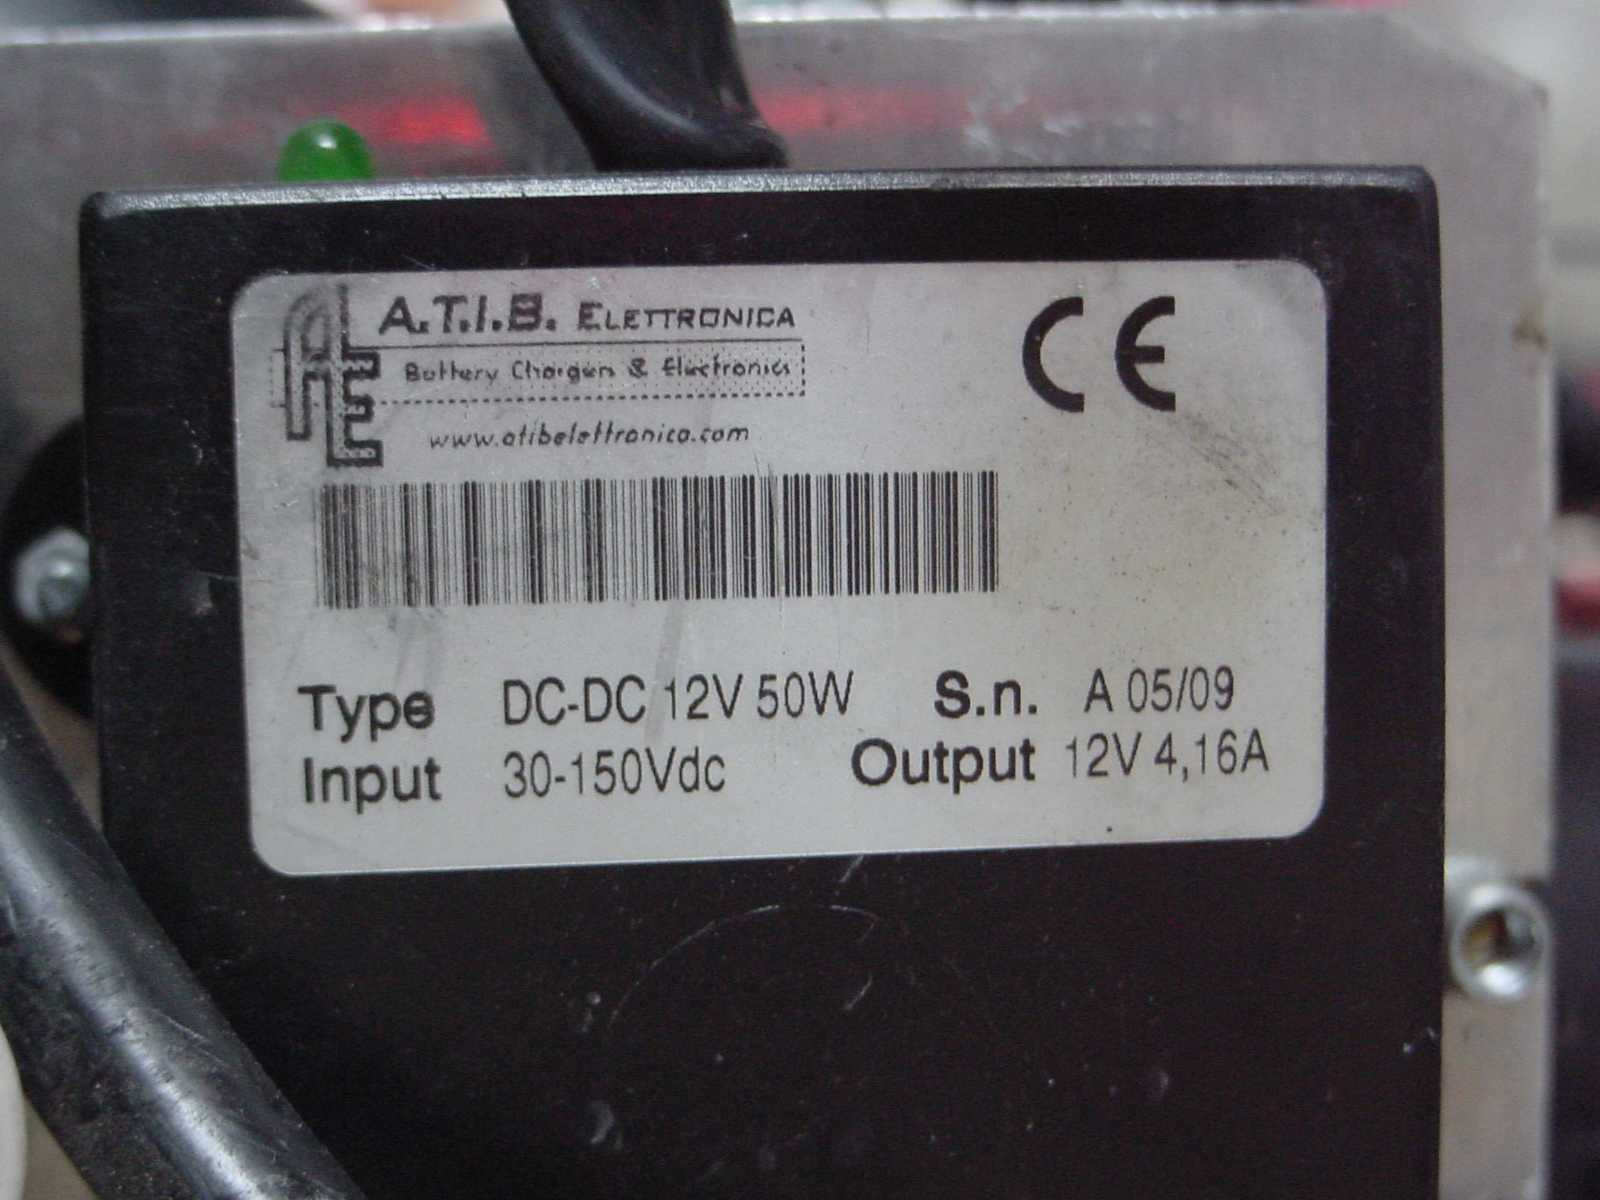 A.T.I.B. ELETTRONICA
Battery Chargers & Electronics
www.atibelettronica.com
CE
Type DC-DC 12V 50W S.n. A 05/09
Input 30-150Vdc Output 12V 4,16A